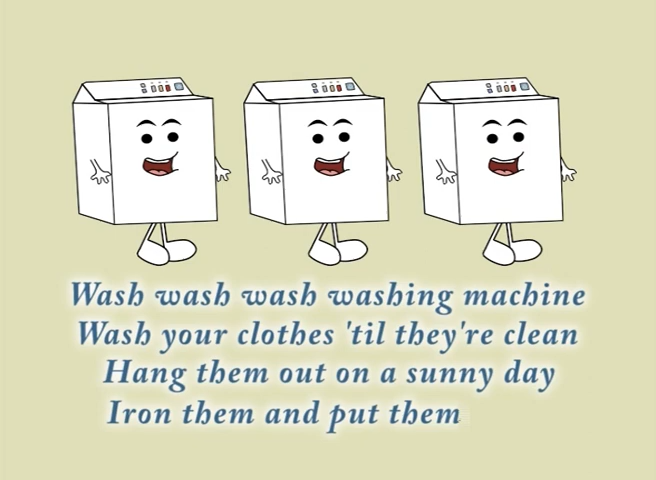 Wash wash wash washing machine
Wash your clothes 'til they're clean
Hang them out on a sunny day
Iron them and put them